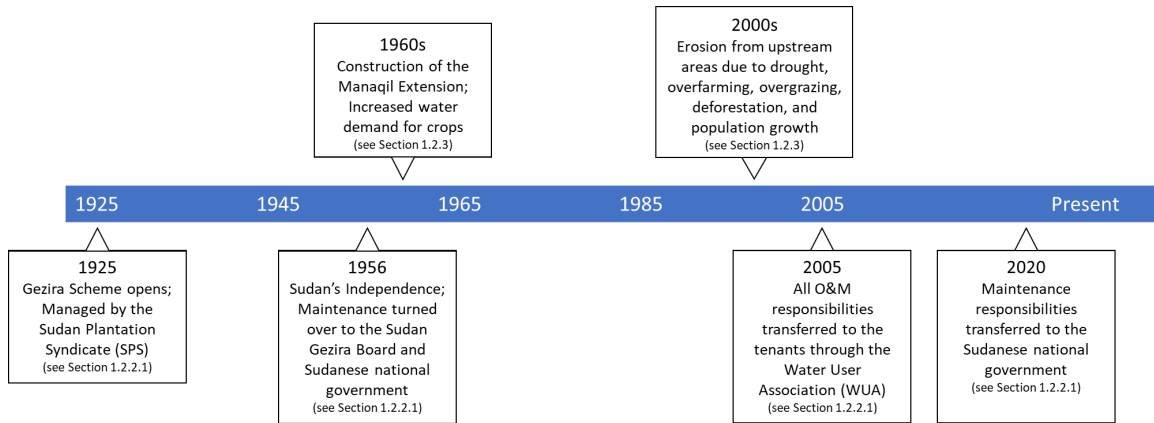 1960s
Construction of the
Manaqil Extension;
Increased water
demand for crops
(see Section 1.2.3)
2000s
Erosion from upstream
areas due to drought,
overfarming, overgrazing,
deforestation, and
population growth
(see Section 1.2.3)
1925 1945 1965 1985 2005 Present
1925
Gezira Scheme opens;
Managed by the
Sudan Plantation
Syndicate (SPS)
(see Section 1.2.2.1)
1956
Sudan's Independence;
Maintenance turned
over to the Sudan
Gezira Board and
Sudanese national
government
(see Section 1.2.2.1)
2005
All O&M
responsibilities
transferred to the
tenants through the
Water User
Association (WUA)
(see Section 1.2.2.1)
2020
Maintenance
responsibilities
transferred to the
Sudanese national
government
(see Section 1.2.2.1)